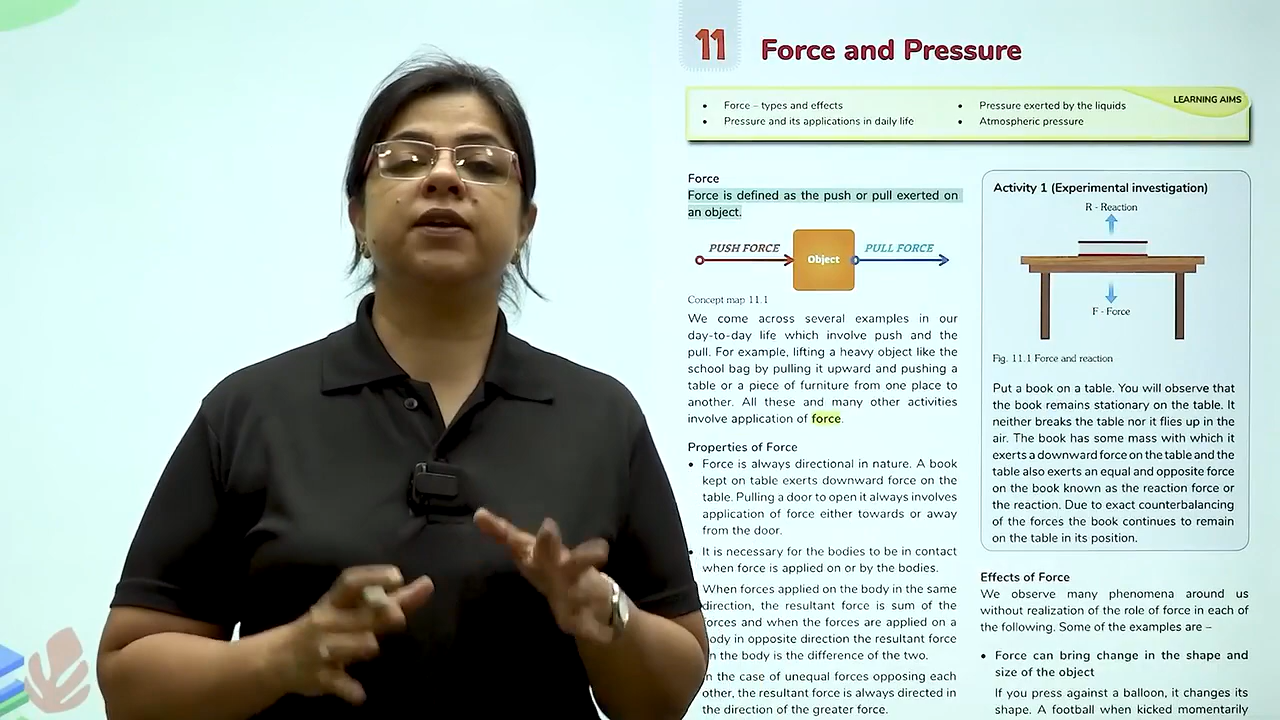 11 Force and Pressure
LEARNING AIMS
• Force – types and effects
• Pressure and its applications in daily life
• Pressure exerted by the liquids
• Atmospheric pressure
Force
Force is defined as the push or pull exerted on
an object.
PUSH FORCE
Object
PULL FORCE
Concept map 11.1
We come across several examples in our
day-to-day life which involve push and the
pull. For example, lifting a heavy object like the
school bag by pulling it upward and pushing a
table or a piece of furniture from one place to
another. All these and many other activities
involve application of force.
Properties of Force
• Force is always directional in nature. A book
kept on table exerts downward force on the
table. Pulling a door to open it always involves
application of force either towards or away
from the door.
• It is necessary for the bodies to be in contact
when force is applied on or by the bodies.
When forces applied on the body in the same
direction, the resultant force is sum of the
forces and when the forces are applied on a
body in opposite direction the resultant force
on the body is the difference of the two.
In the case of unequal forces opposing each
other, the resultant force is always directed in
the direction of the greater force.
Activity 1 (Experimental investigation)
R - Reaction
F - Force
Fig. 11.1 Force and reaction
Put a book on a table. You will observe that
the book remains stationary on the table. It
neither breaks the table nor it flies up in the
air. The book has some mass with which it
exerts a downward force on the table and the
table also exerts an equal and opposite force
on the book known as the reaction force or
the reaction. Due to exact counterbalancing
of the forces the book continues to remain
on the table in its position.
Effects of Force
We observe many phenomena around us
without realization of the role of force in each of
the following. Some of the examples are –
• Force can bring change in the shape and
size of the object
If you press against a balloon, it changes its
shape. A football when kicked momentarily